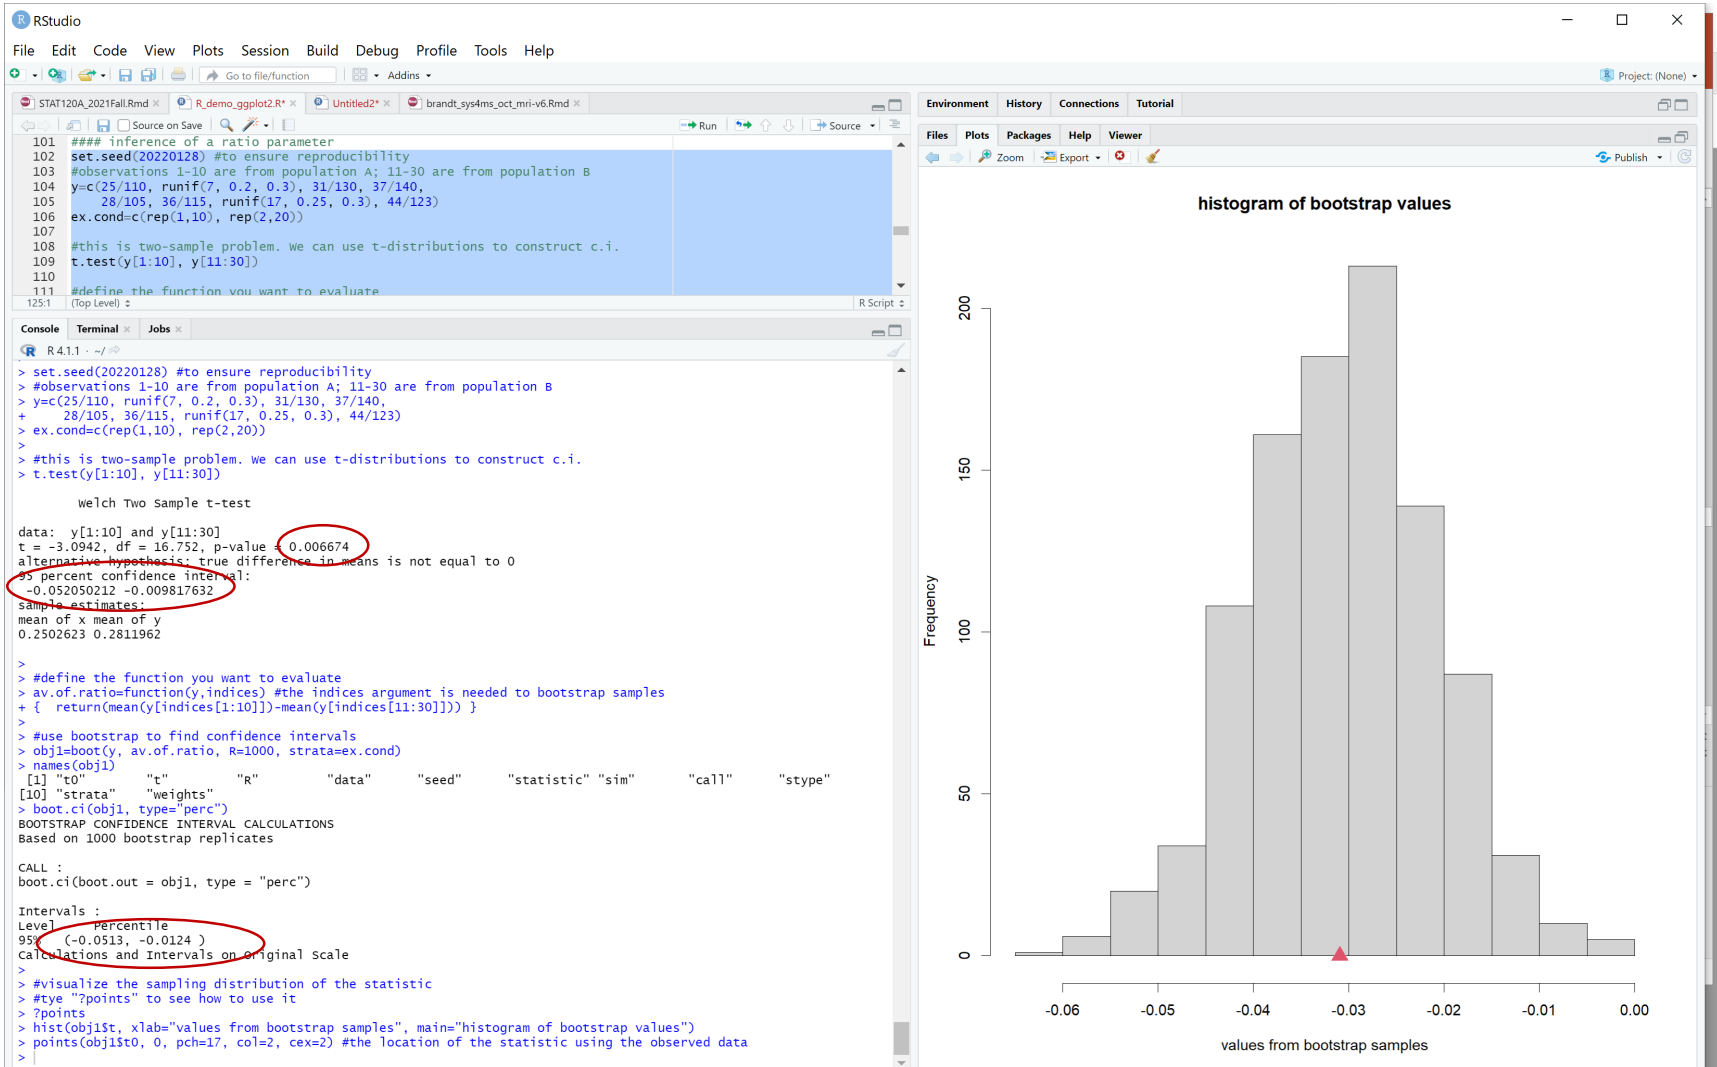 RStudio
File Edit Code View Plots Session Build Debug Profile Tools Help
Go to file/function Addins Project: (None)
STAT120A_2021Fall.Rmd R_demo_ggplot2.R* Untitled2* brandt_sys4ms_oct_mri-v6.Rmd
Source on Save Run Source
101 #### inference of a ratio parameter
102 set.seed(20220128) #to ensure reproducibility
103 #observations 1-10 are from population A; 11-30 are from population B
104 y=c(25/110, runif(7, 0.2, 0.3), 31/130, 37/140,
105 28/105, 36/115, runif(17, 0.25, 0.3), 44/123)
106 ex.cond=c(rep(1,10), rep(2,20))
107
108 #this is two-sample problem. We can use t-distributions to construct c.i.
109 t.test(y[1:10], y[11:30])
110
111 #define the function you want to evaluate
125:1 (Top Level) R Script
Console Terminal Jobs
R 4.1.1 · ~/
> set.seed(20220128) #to ensure reproducibility
> #observations 1-10 are from population A; 11-30 are from population B
> y=c(25/110, runif(7, 0.2, 0.3), 31/130, 37/140,
+ 28/105, 36/115, runif(17, 0.25, 0.3), 44/123)
> ex.cond=c(rep(1,10), rep(2,20))
>
> #this is two-sample problem. We can use t-distributions to construct c.i.
> t.test(y[1:10], y[11:30])
Welch Two Sample t-test
data: y[1:10] and y[11:30]
t = -3.0942, df = 16.752, p-value = 0.006674
alternative hypothesis: true difference in means is not equal to 0
95 percent confidence interval:
-0.052050212 -0.009817632
sample estimates:
mean of x mean of y
0.2502623 0.2811962
>
> #define the function you want to evaluate
> av.of.ratio=function(y,indices) #the indices argument is needed to bootstrap samples
+ { return(mean(y[indices[1:10]])-mean(y[indices[11:30]])) }
>
> #use bootstrap to find confidence intervals
> obj1=boot(y, av.of.ratio, R=1000, strata=ex.cond)
> names(obj1)
[1] "t0" "t" "R" "data" "seed" "statistic" "sim" "call" "stype"
[10] "strata" "weights"
> boot.ci(obj1, type="perc")
BOOTSTRAP CONFIDENCE INTERVAL CALCULATIONS
Based on 1000 bootstrap replicates
CALL :
boot.ci(boot.out = obj1, type = "perc")
Intervals :
Level Percentile
95% (-0.0513, -0.0124 )
Calculations and Intervals on Original Scale
>
> #visualize the sampling distribution of the statistic
> #tye "?points" to see how to use it
> ?points
> hist(obj1$t, xlab="values from bootstrap samples", main="histogram of bootstrap values")
> points(obj1$t0, 0, pch=17, col=2, cex=2) #the location of the statistic using the observed data
>
Environment History Connections Tutorial
Files Plots Packages Help Viewer
Zoom Export Publish
histogram of bootstrap values
Frequency
200
150
100
50
0
-0.06 -0.05 -0.04 -0.03 -0.02 -0.01 0.00
values from bootstrap samples